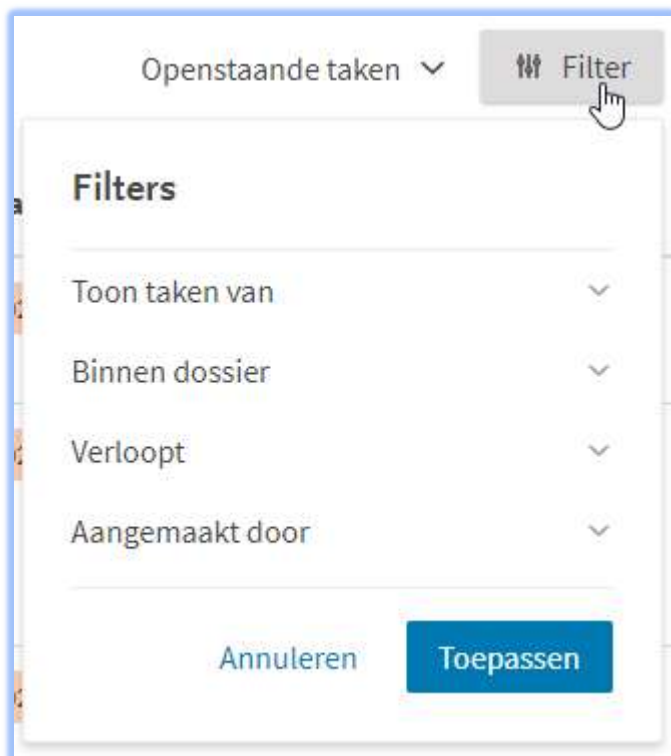 Openstaande taken
Filter
Filters
Toon taken van
Binnen dossier
Verloopt
Aangemaakt door
Annuleren
Toepassen